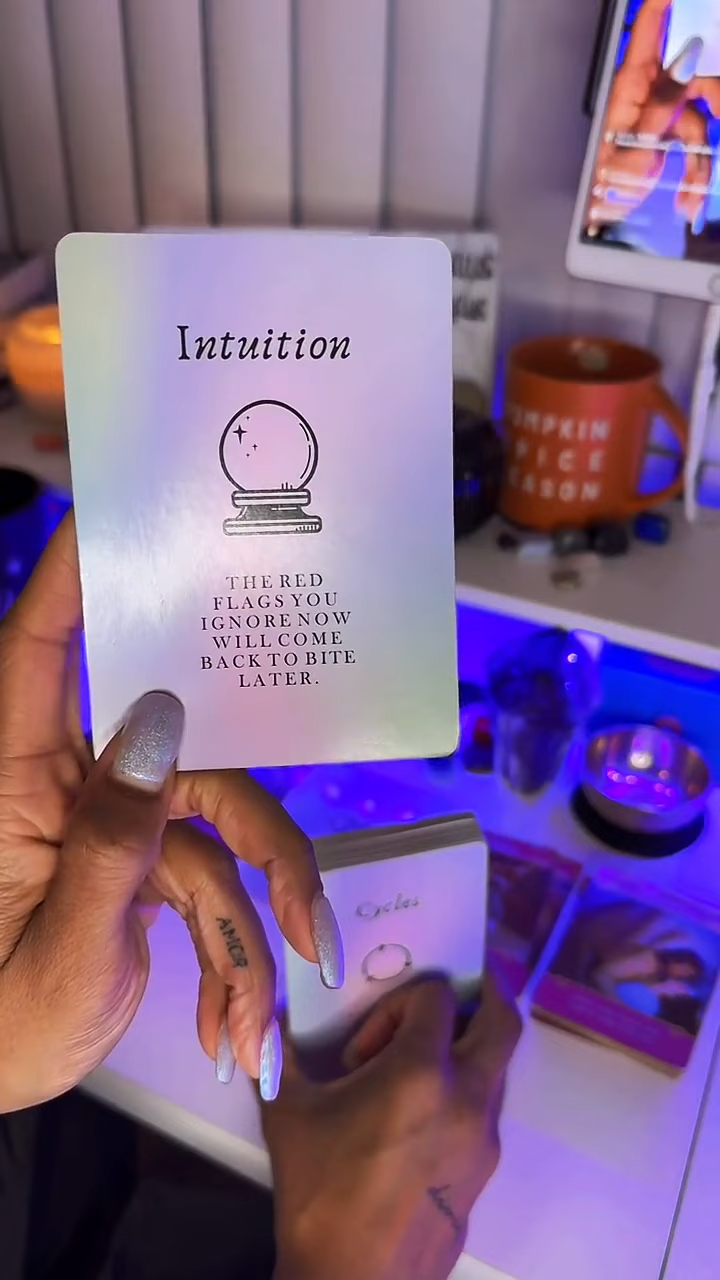 Intuition
THE RED
FLAGS YOU
IGNORE NOW
WILL COME
BACK TO BITE
LATER.
PUMPKIN
SPICE
SEASON
AMOR
Cycles